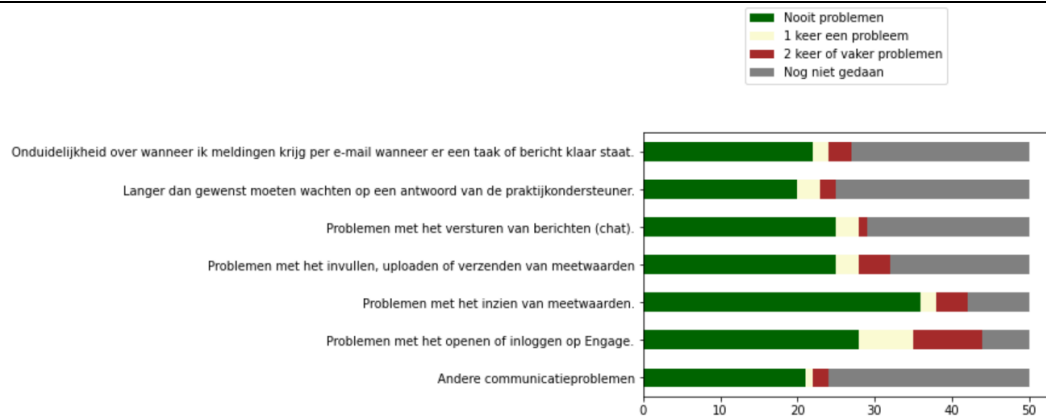 Nooit problemen
1 keer een probleem
2 keer of vaker problemen
Nog niet gedaan
Onduidelijkheid over wanneer ik meldingen krijg per e-mail wanneer er een taak of bericht klaar staat.
Langer dan gewenst moeten wachten op een antwoord van de praktijkondersteuner.
Problemen met het versturen van berichten (chat).
Problemen met het invullen, uploaden of verzenden van meetwaarden
Problemen met het inzien van meetwaarden.
Problemen met het openen of inloggen op Engage.
Andere communicatieproblemen
0 10 20 30 40 50